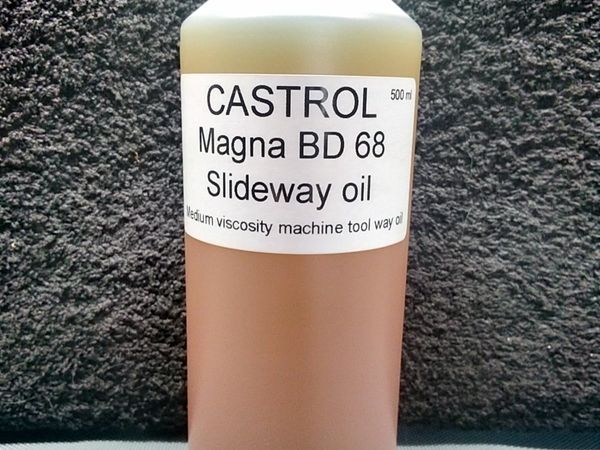 CASTROL
500 ml
Magna BD 68
Slideway oil
Medium viscosity machine tool way oil